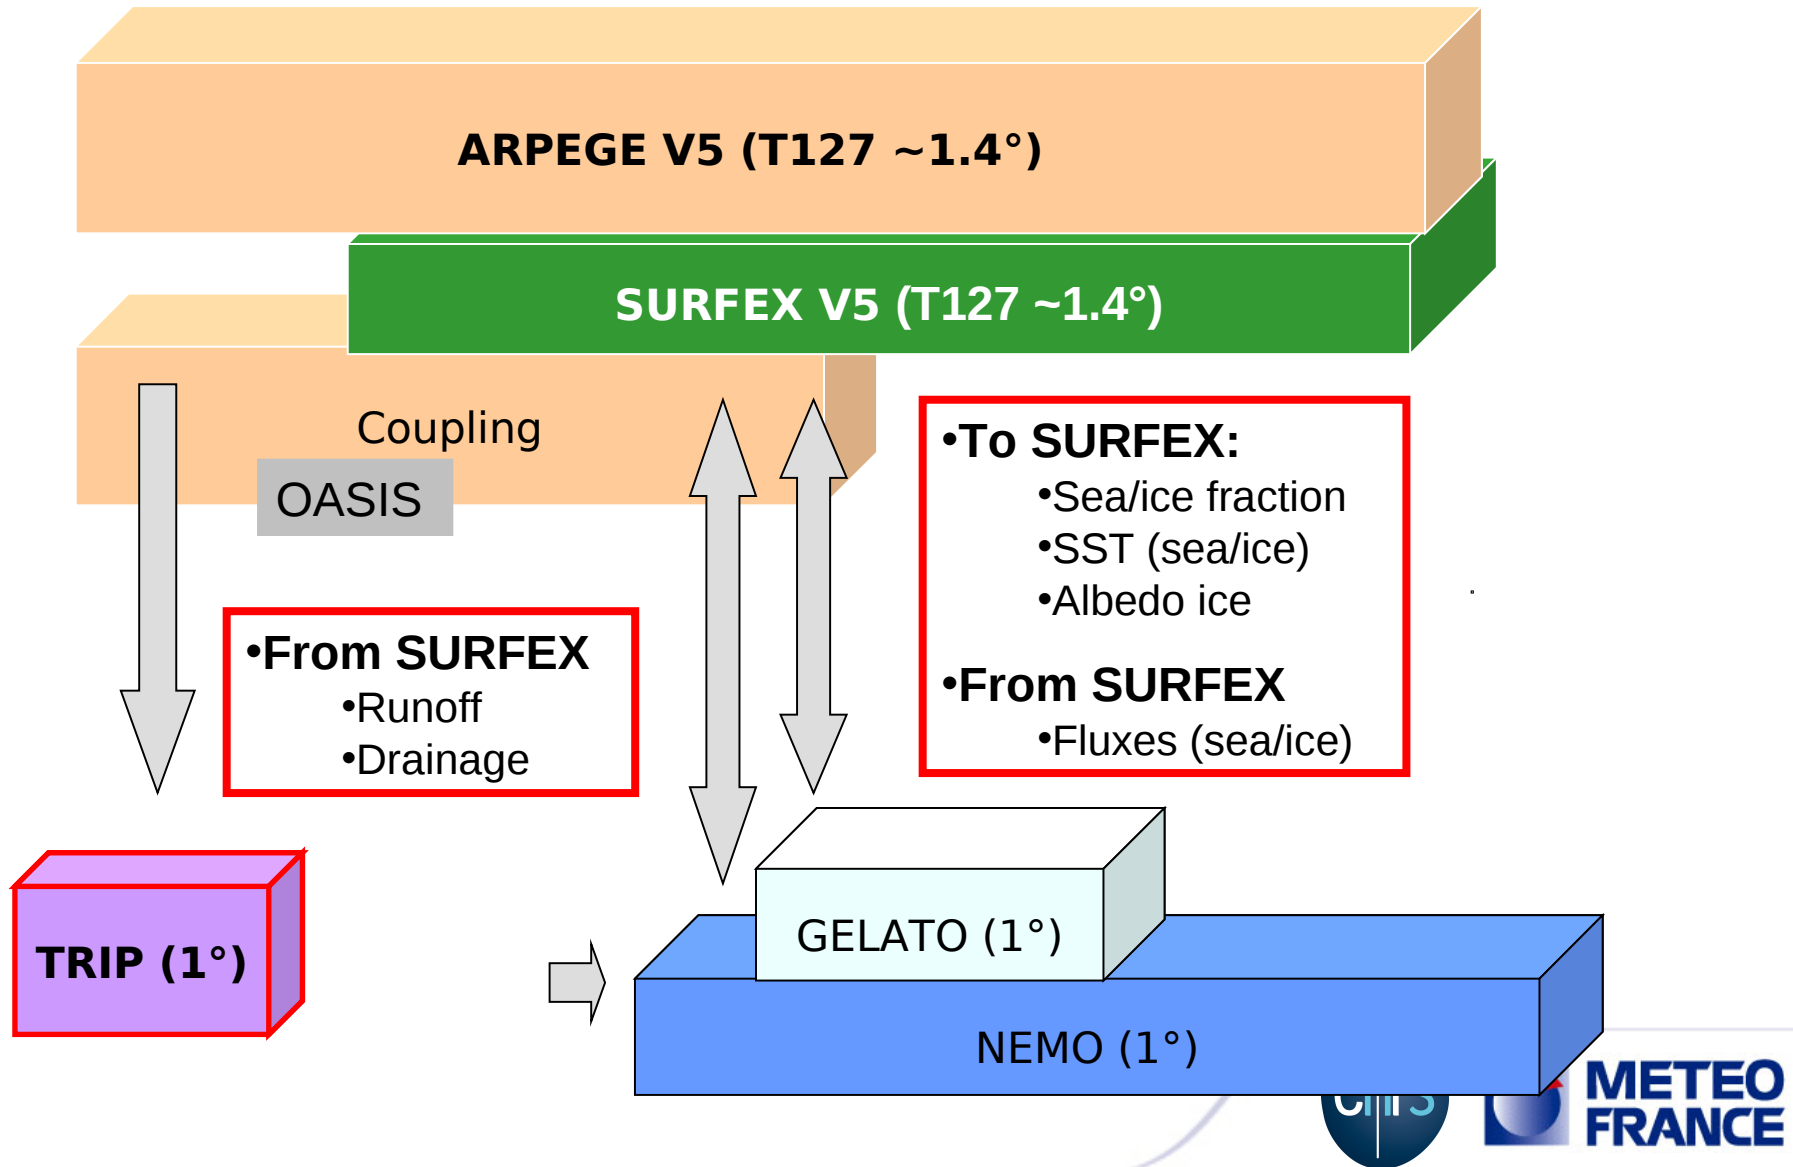 ARPEGE V5 (T127 ~1.4°)
SURFEX V5 (T127 ~1.4°)
Coupling
OASIS
•To SURFEX:
•Sea/ice fraction
•SST (sea/ice)
•Albedo ice
•From SURFEX
•Fluxes (sea/ice)
•From SURFEX
•Runoff
•Drainage
TRIP (1°)
GELATO (1°)
NEMO (1°)
METEO
FRANCE